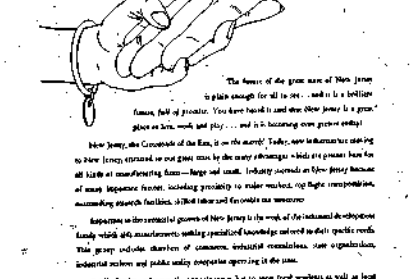 "The future of the great state of New Jersey
is plain enough for all to see . . . and it is a brilliant
future, full of promise. You have heard it said that New Jersey is a great
place to live, work and play . . . and it is becoming even greater today!
New Jersey, the Crossroads of the East, is on the march! Today, new industries are moving
to New Jersey, attracted to our great state by the many advantages which are present here for
all kinds of manufacturing firms—large and small. Industry succeeds in New Jersey because
of many important factors, including proximity to major markets, top flight transportation,
outstanding research facilities, skilled labor and favorable tax structures
Important to the successful growth of New Jersey is the work of the industrial development
family which aids manufacturers seeking specialized knowledge tailored to their specific needs.
This group includes chambers of commerce, industrial commissions, state organizations,
industrial realtors and public utility companies operating in the state.
to local